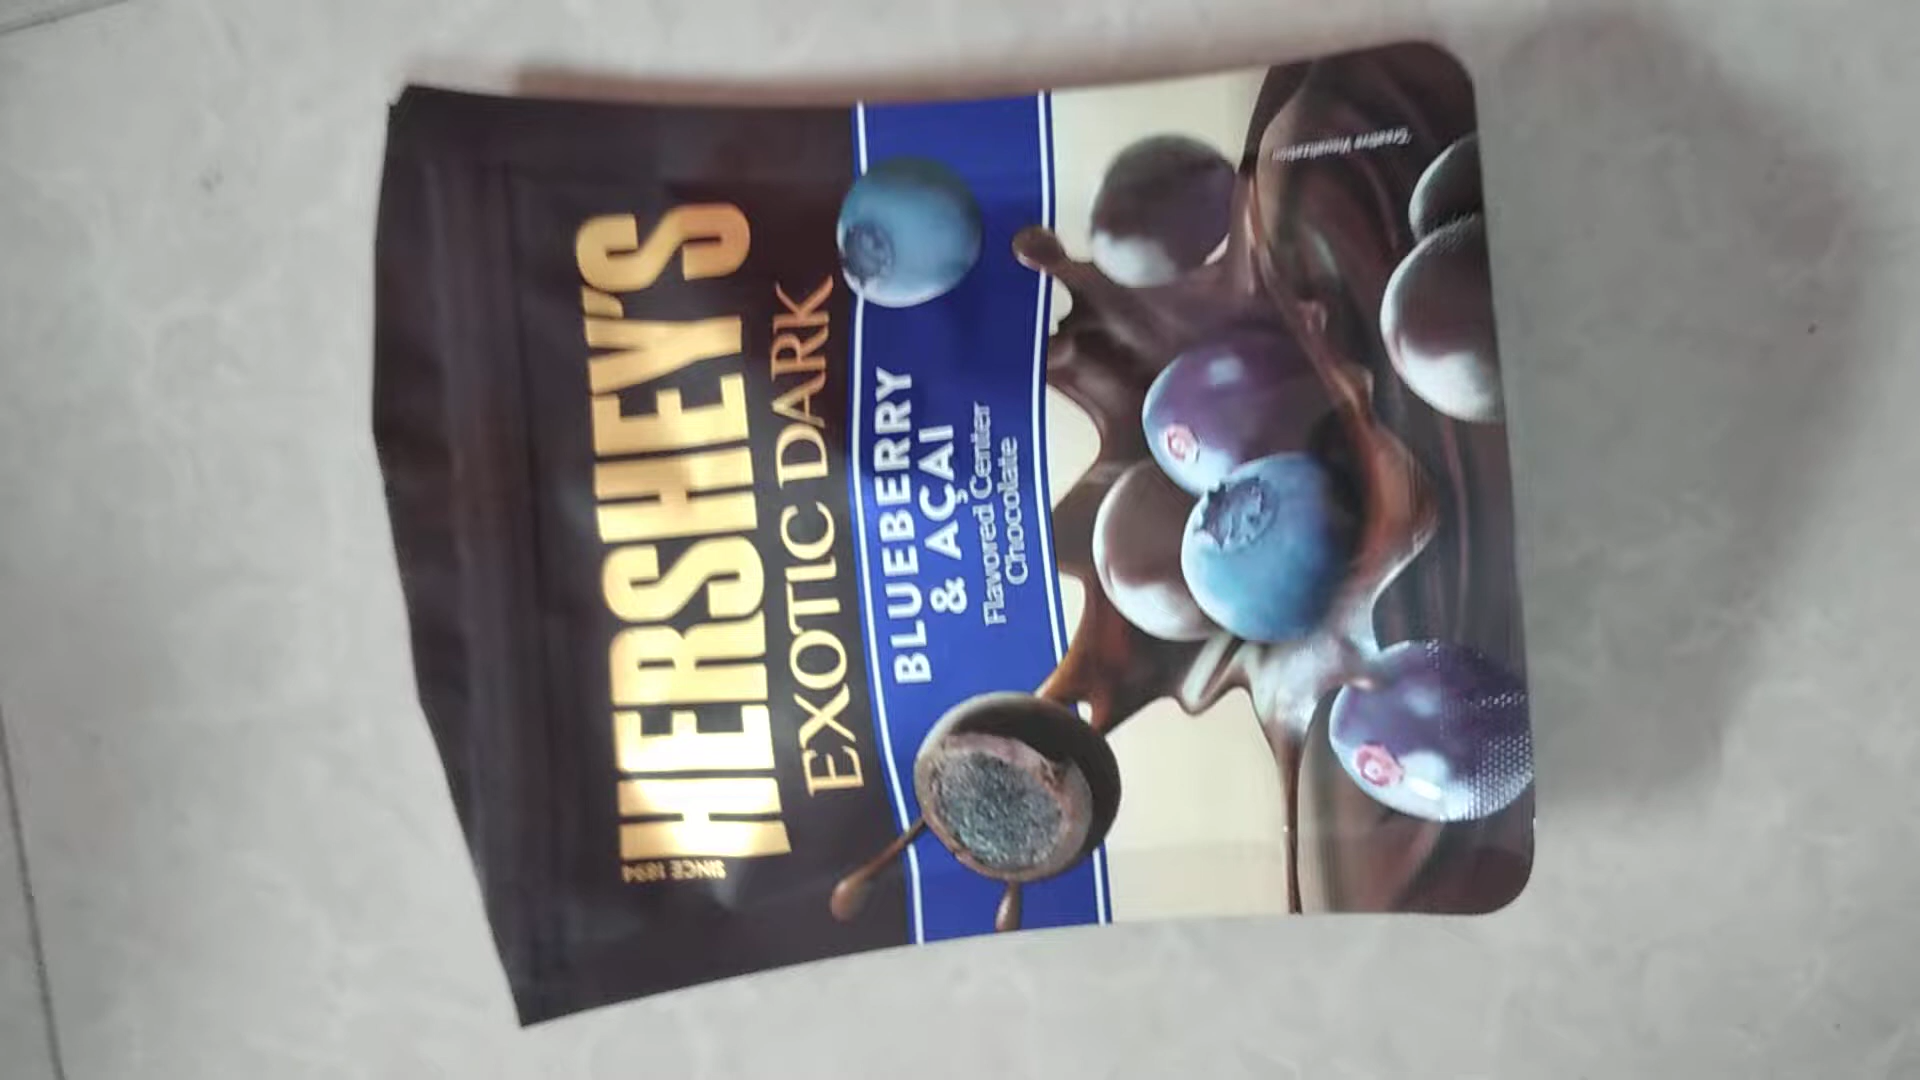 HERSHEY'S
SINCE 1894
EXOTIC DARK
BLUEBERRY
& AÇAI
Flavored Center
Chocolate
*Creative Visualization